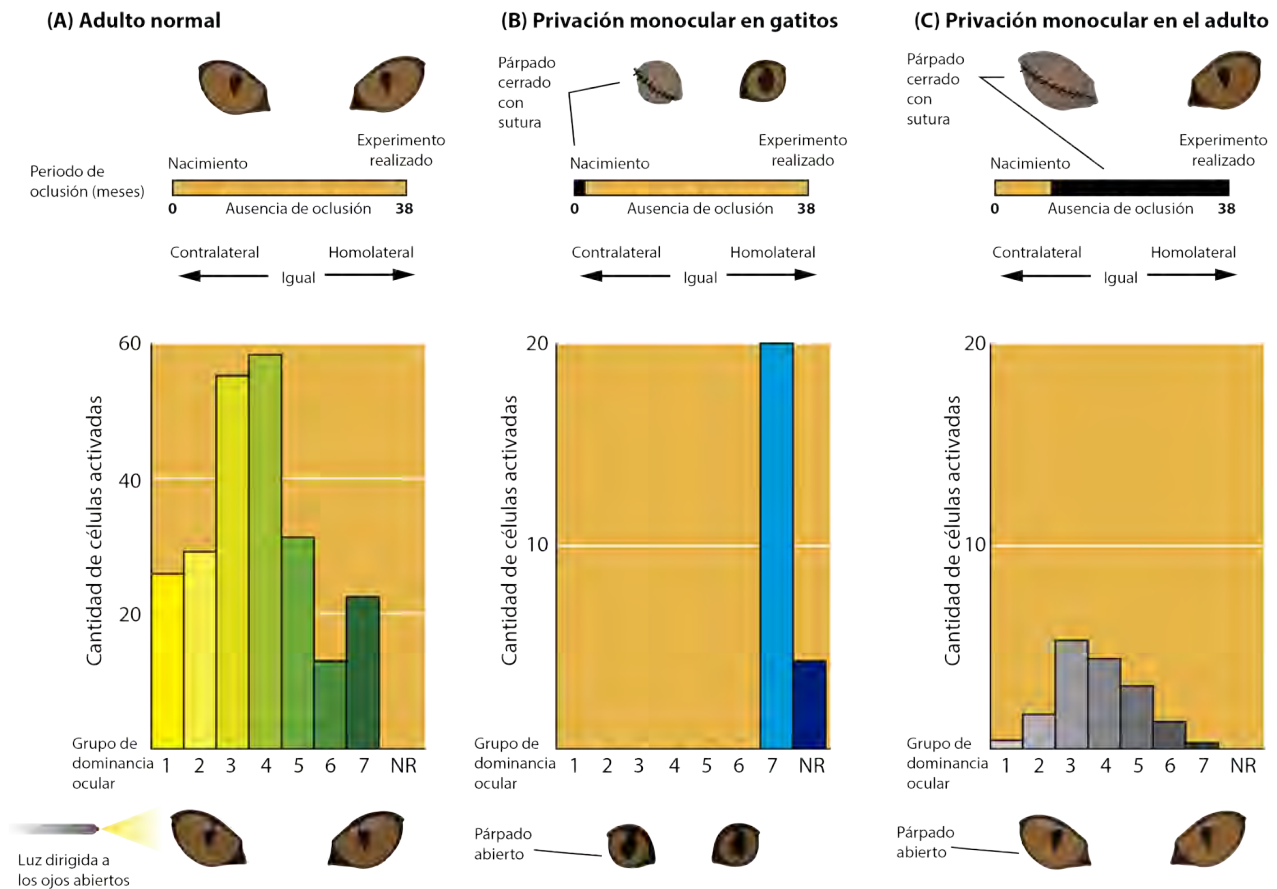 (A) Adulto normal
Periodo de
oclusión (meses)
Nacimiento
Experimento
realizado
0
Ausencia de oclusión
38
Contralateral
Homolateral
Igual
Cantidad de células activadas
60
40
20
Grupo de
dominancia
ocular
1 2 3 4 5 6 7 NR
Luz dirigida a
los ojos abiertos
(B) Privación monocular en gatitos
Párpado
cerrado
con
sutura
Nacimiento
Experimento
realizado
0
Ausencia de oclusión
38
Contralateral
Homolateral
Igual
Cantidad de células activadas
20
10
Grupo de
dominancia
ocular
1 2 3 4 5 6 7 NR
Párpado
abierto
(C) Privación monocular en el adulto
Párpado
cerrado
con
sutura
Nacimiento
Experimento
realizado
0
Ausencia de oclusión
38
Contralateral
Homolateral
Igual
Cantidad de células activadas
20
10
Grupo de
dominancia
ocular
1 2 3 4 5 6 7 NR
Párpado
abierto